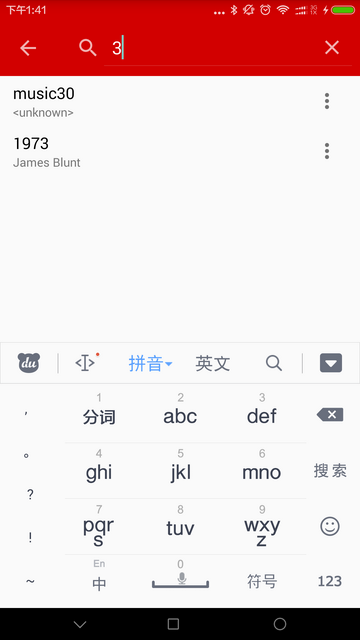 下午1:41
3
music30
<unknown>
1973
James Blunt
du
拼音 英文
, 1 分词 2 abc 3 def
。 4 ghi 5 jkl 6 mno 搜索
? 7 pqrs 8 tuv 9 wxyz
!
~ En 中 0 符号 123